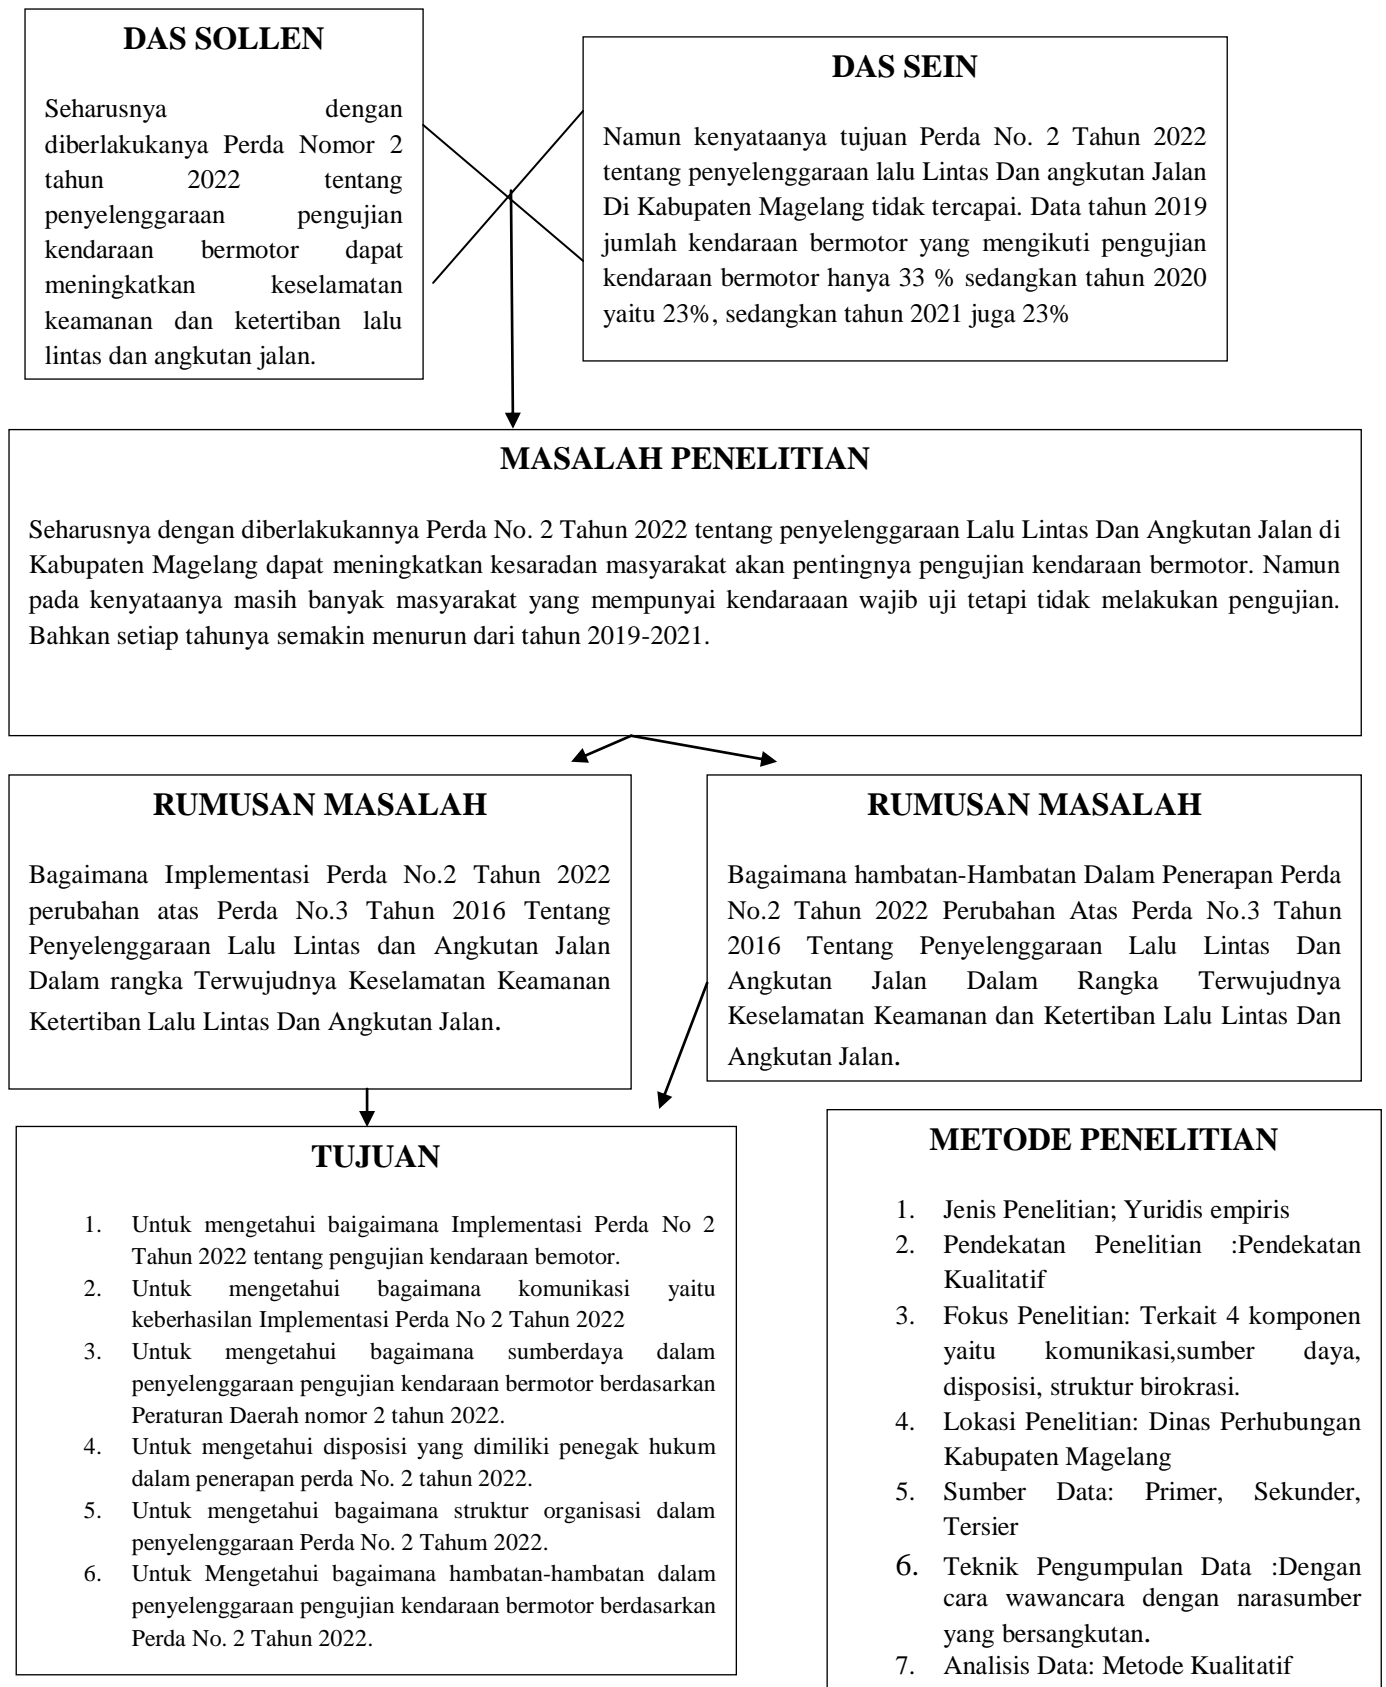 DAS SOLLEN
Seharusnya dengan
diberlakukanya Perda Nomor 2
tahun 2022 tentang
penyelenggaraan pengujian
kendaraan bermotor dapat
meningkatkan keselamatan
keamanan dan ketertiban lalu
lintas dan angkutan jalan.
DAS SEIN
Namun kenyataanya tujuan Perda No. 2 Tahun 2022
tentang penyelenggaraan lalu Lintas Dan angkutan Jalan
Di Kabupaten Magelang tidak tercapai. Data tahun 2019
jumlah kendaraan bermotor yang mengikuti pengujian
kendaraan bermotor hanya 33 % sedangkan tahun 2020
yaitu 23%, sedangkan tahun 2021 juga 23%
MASALAH PENELITIAN
Seharusnya dengan diberlakukannya Perda No. 2 Tahun 2022 tentang penyelenggaraan Lalu Lintas Dan Angkutan Jalan di
Kabupaten Magelang dapat meningkatkan kesaradan masyarakat akan pentingnya pengujian kendaraan bermotor. Namun
pada kenyataanya masih banyak masyarakat yang mempunyai kendaraaan wajib uji tetapi tidak melakukan pengujian.
Bahkan setiap tahunya semakin menurun dari tahun 2019-2021.
RUMUSAN MASALAH
Bagaimana Implementasi Perda No.2 Tahun 2022
perubahan atas Perda No.3 Tahun 2016 Tentang
Penyelenggaraan Lalu Lintas dan Angkutan Jalan
Dalam rangka Terwujudnya Keselamatan Keamanan
Ketertiban Lalu Lintas Dan Angkutan Jalan.
RUMUSAN MASALAH
Bagaimana hambatan-Hambatan Dalam Penerapan Perda
No.2 Tahun 2022 Perubahan Atas Perda No.3 Tahun
2016 Tentang Penyelenggaraan Lalu Lintas Dan
Angkutan Jalan Dalam Rangka Terwujudnya
Keselamatan Keamanan dan Ketertiban Lalu Lintas Dan
Angkutan Jalan.
TUJUAN
1. Untuk mengetahui baigaimana Implementasi Perda No 2
Tahun 2022 tentang pengujian kendaraan bemotor.
2. Untuk mengetahui bagaimana komunikasi yaitu
keberhasilan Implementasi Perda No 2 Tahun 2022
3. Untuk mengetahui bagaimana sumberdaya dalam
penyelenggaraan pengujian kendaraan bermotor berdasarkan
Peraturan Daerah nomor 2 tahun 2022.
4. Untuk mengetahui disposisi yang dimiliki penegak hukum
dalam penerapan perda No. 2 tahun 2022.
5. Untuk mengetahui bagaimana struktur organisasi dalam
penyelenggaraan Perda No. 2 Tahum 2022.
6. Untuk Mengetahui bagaimana hambatan-hambatan dalam
penyelenggaraan pengujian kendaraan bermotor berdasarkan
Perda No. 2 Tahun 2022.
METODE PENELITIAN
1. Jenis Penelitian; Yuridis empiris
2. Pendekatan Penelitian :Pendekatan
Kualitatif
3. Fokus Penelitian: Terkait 4 komponen
yaitu komunikasi,sumber daya,
disposisi, struktur birokrasi.
4. Lokasi Penelitian: Dinas Perhubungan
Kabupaten Magelang
5. Sumber Data: Primer, Sekunder,
Tersier
6. Teknik Pengumpulan Data :Dengan
cara wawancara dengan narasumber
yang bersangkutan.
7. Analisis Data: Metode Kualitatif